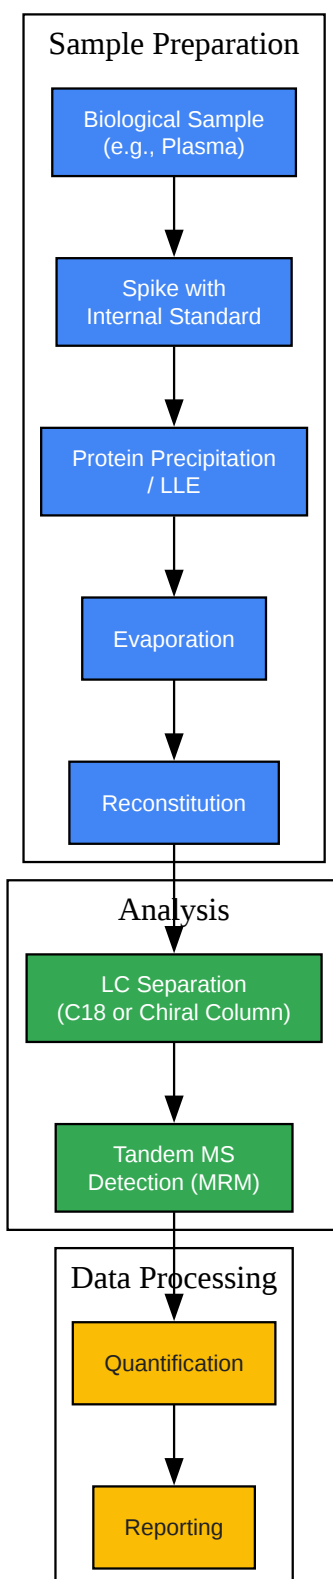 Sample Preparation
Biological Sample
(e.g., Plasma)
Spike with
Internal Standard
Protein Precipitation
/ LLE
Evaporation
Reconstitution
Analysis
LC Separation
(C18 or Chiral Column)
Tandem MS
Detection (MRM)
Data Processing
Quantification
Reporting